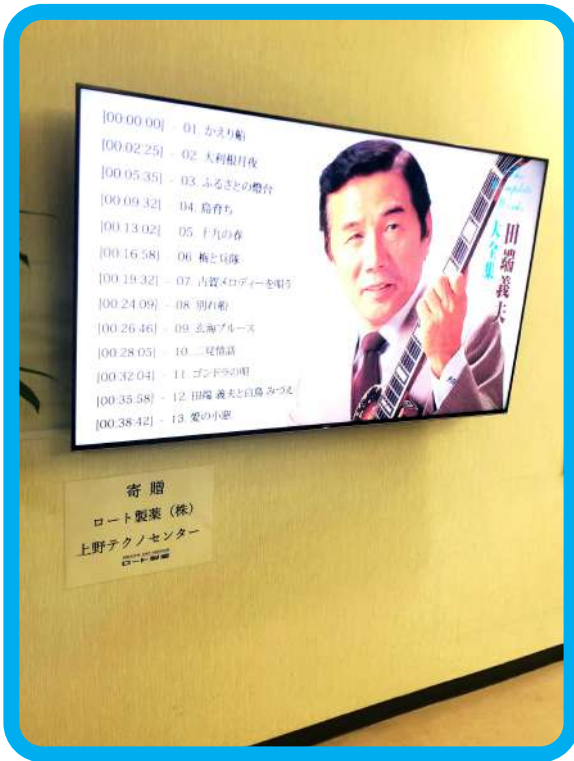 [00:00:00] - 01. かえり船
[00:02:25] - 02. 大利根月夜
[00:05:35] - 03. ふるさとの燈台
[00:09:32] - 04. 島育ち
[00:13:02] - 05. 十九の春
[00:16:58] - 06. 梅と兵隊
[00:19:32] - 07. 古賀メロディーを唄う
[00:24:09] - 08. 別れ船
[00:26:46] - 09. 玄海ブルース
[00:28:05] - 10. 二見情話
[00:32:04] - 11. ゴンドラの唄
[00:35:58] - 12. 田端 義夫と白鳥 みづえ
[00:38:42] - 13. 愛の小窓
The
Complete
Works
田端義夫
大全集
寄贈
ロート製薬（株）
上野テクノセンター
ロート製薬